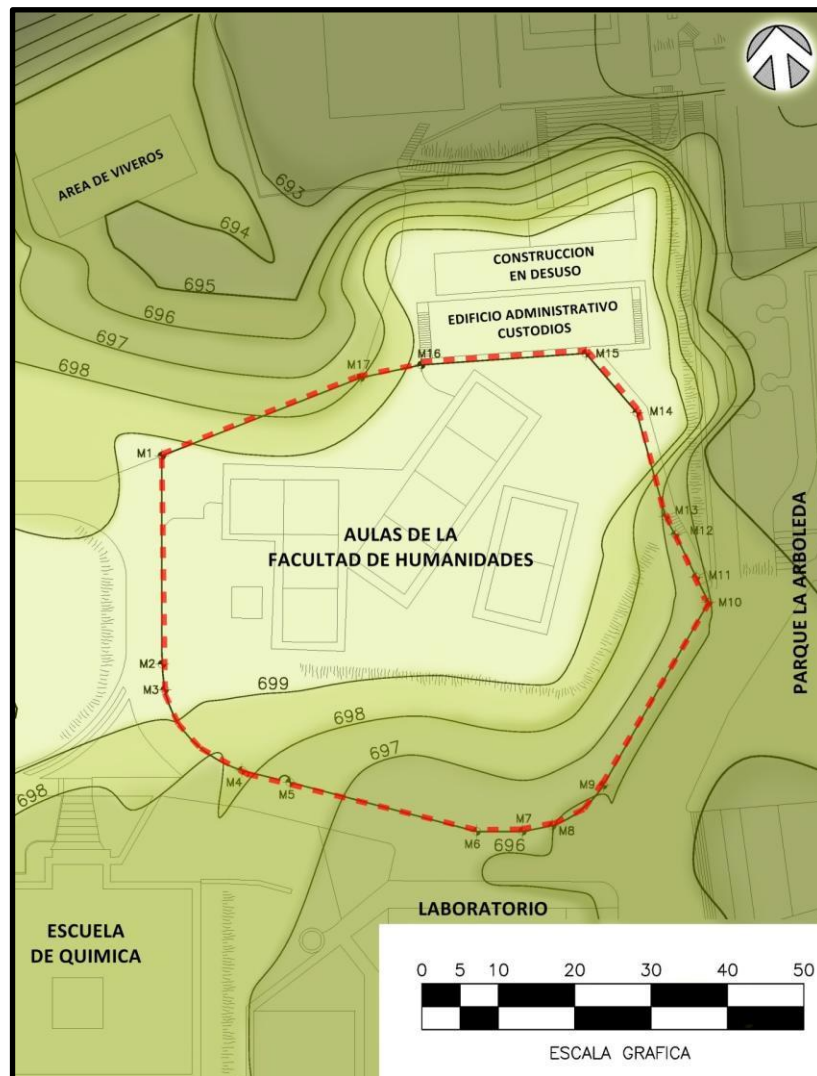 693
AREA DE VIVEROS
694
695
696
697
698
CONSTRUCCION
EN DESUSO
EDIFICIO ADMINISTRATIVO
CUSTODIOS
M17
M16
M15
M14
M1
M13
M12
AULAS DE LA
FACULTAD DE HUMANIDADES
M11
M10
PARQUE LA ARBOLEDA
M2
M3
699
698
697
698
M4
M5
M9
M7
M8
M6
696
LABORATORIO
ESCUELA
DE QUIMICA
0 5 10 20 30 40 50
ESCALA GRAFICA